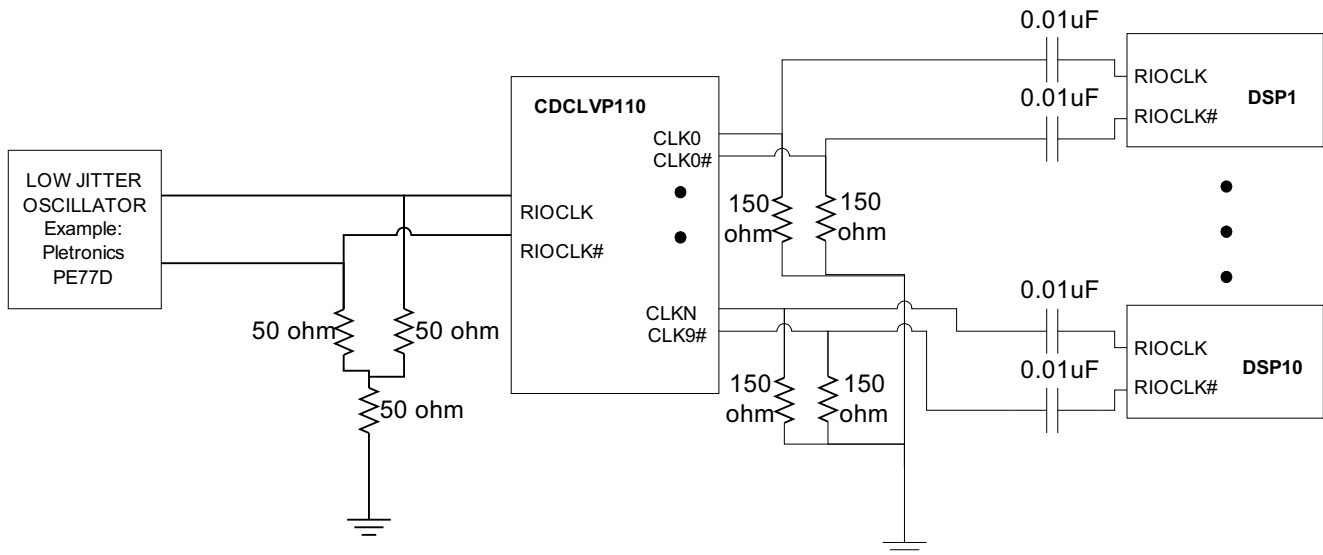 LOW JITTER
OSCILLATOR
Example:
Pletronics
PE77D
50 ohm
50 ohm
50 ohm
CDCLVP110
RIOCLK
RIOCLK#
CLK0
CLK0#
CLKN
CLK9#
150
ohm
150
ohm
150
ohm
150
ohm
0.01uF
0.01uF
RIOCLK
RIOCLK#
DSP1
0.01uF
0.01uF
RIOCLK
RIOCLK#
DSP10